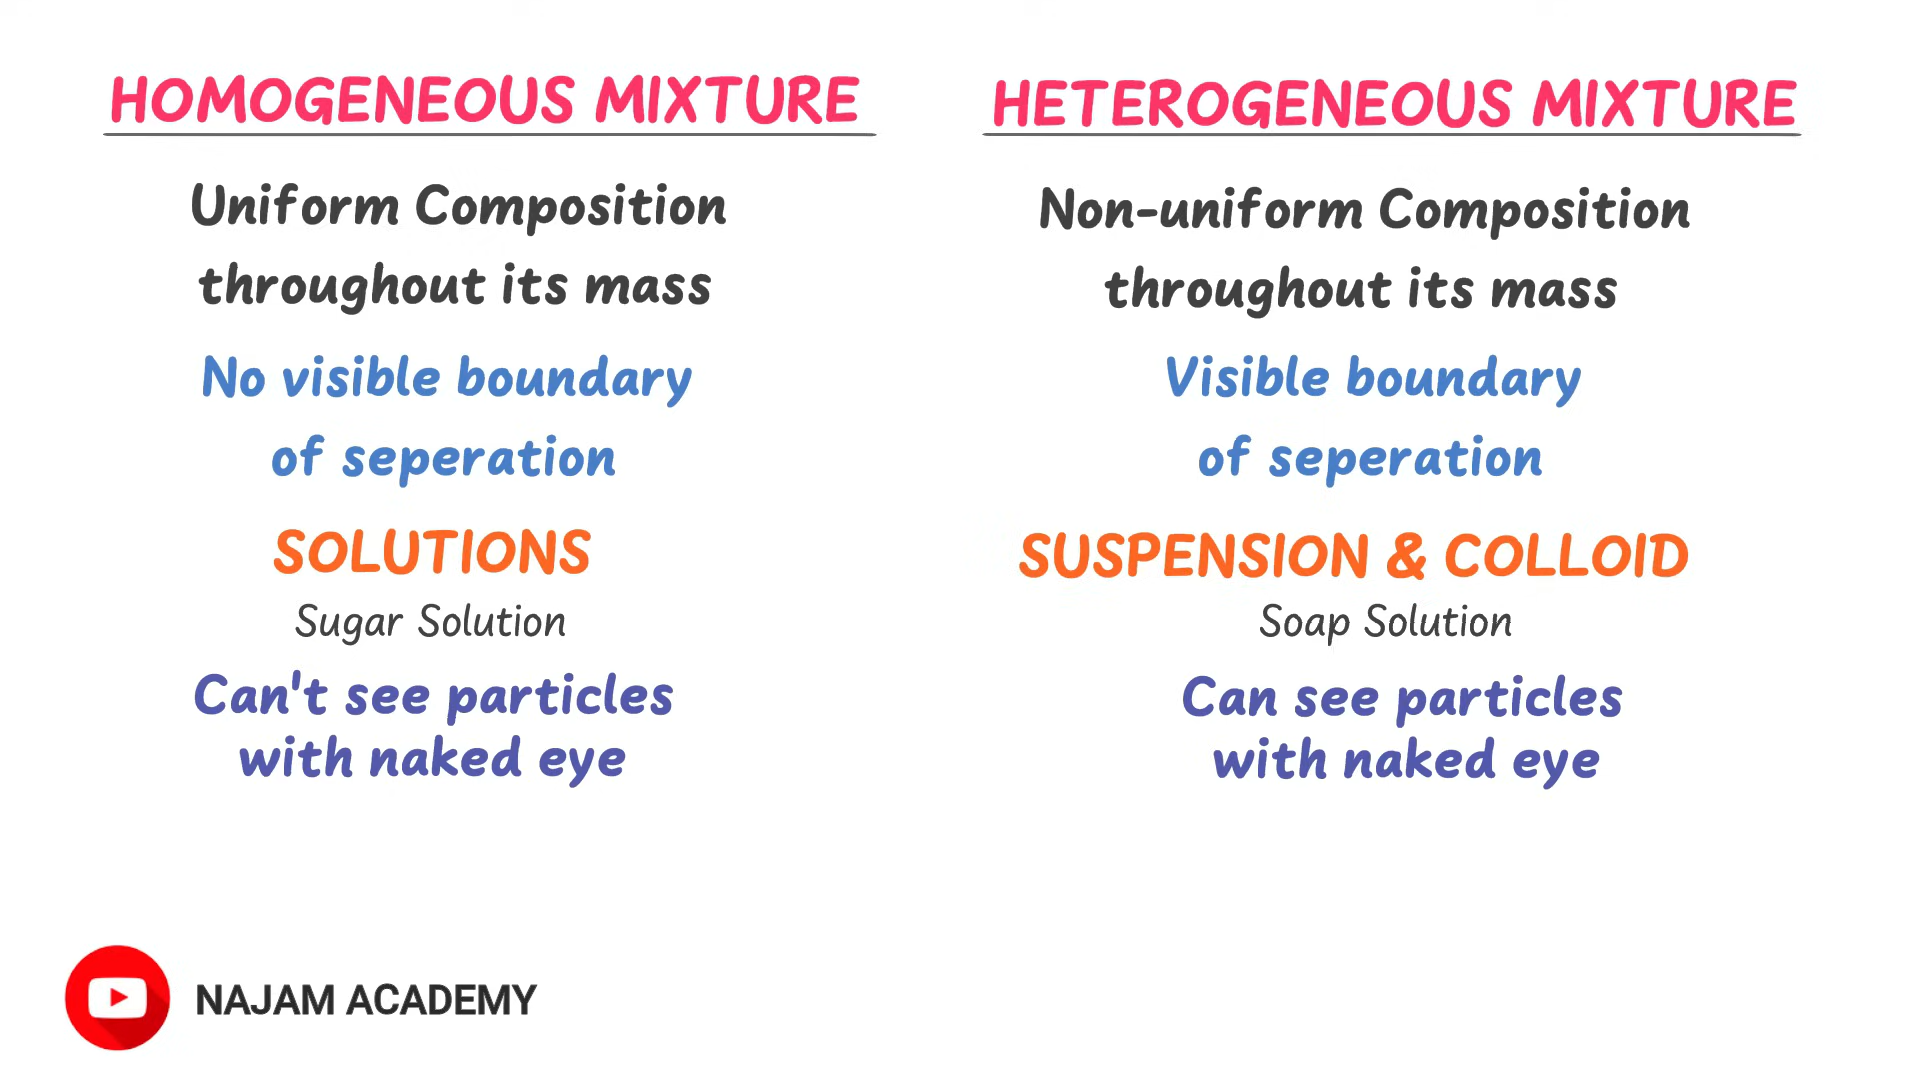 HOMOGENEOUS MIXTURE
Uniform Composition
throughout its mass
No visible boundary
of seperation
SOLUTIONS
Sugar Solution
Can't see particles
with naked eye
HETEROGENEOUS MIXTURE
Non-uniform Composition
throughout its mass
Visible boundary
of seperation
SUSPENSION & COLLOID
Soap Solution
Can see particles
with naked eye
NAJAM ACADEMY